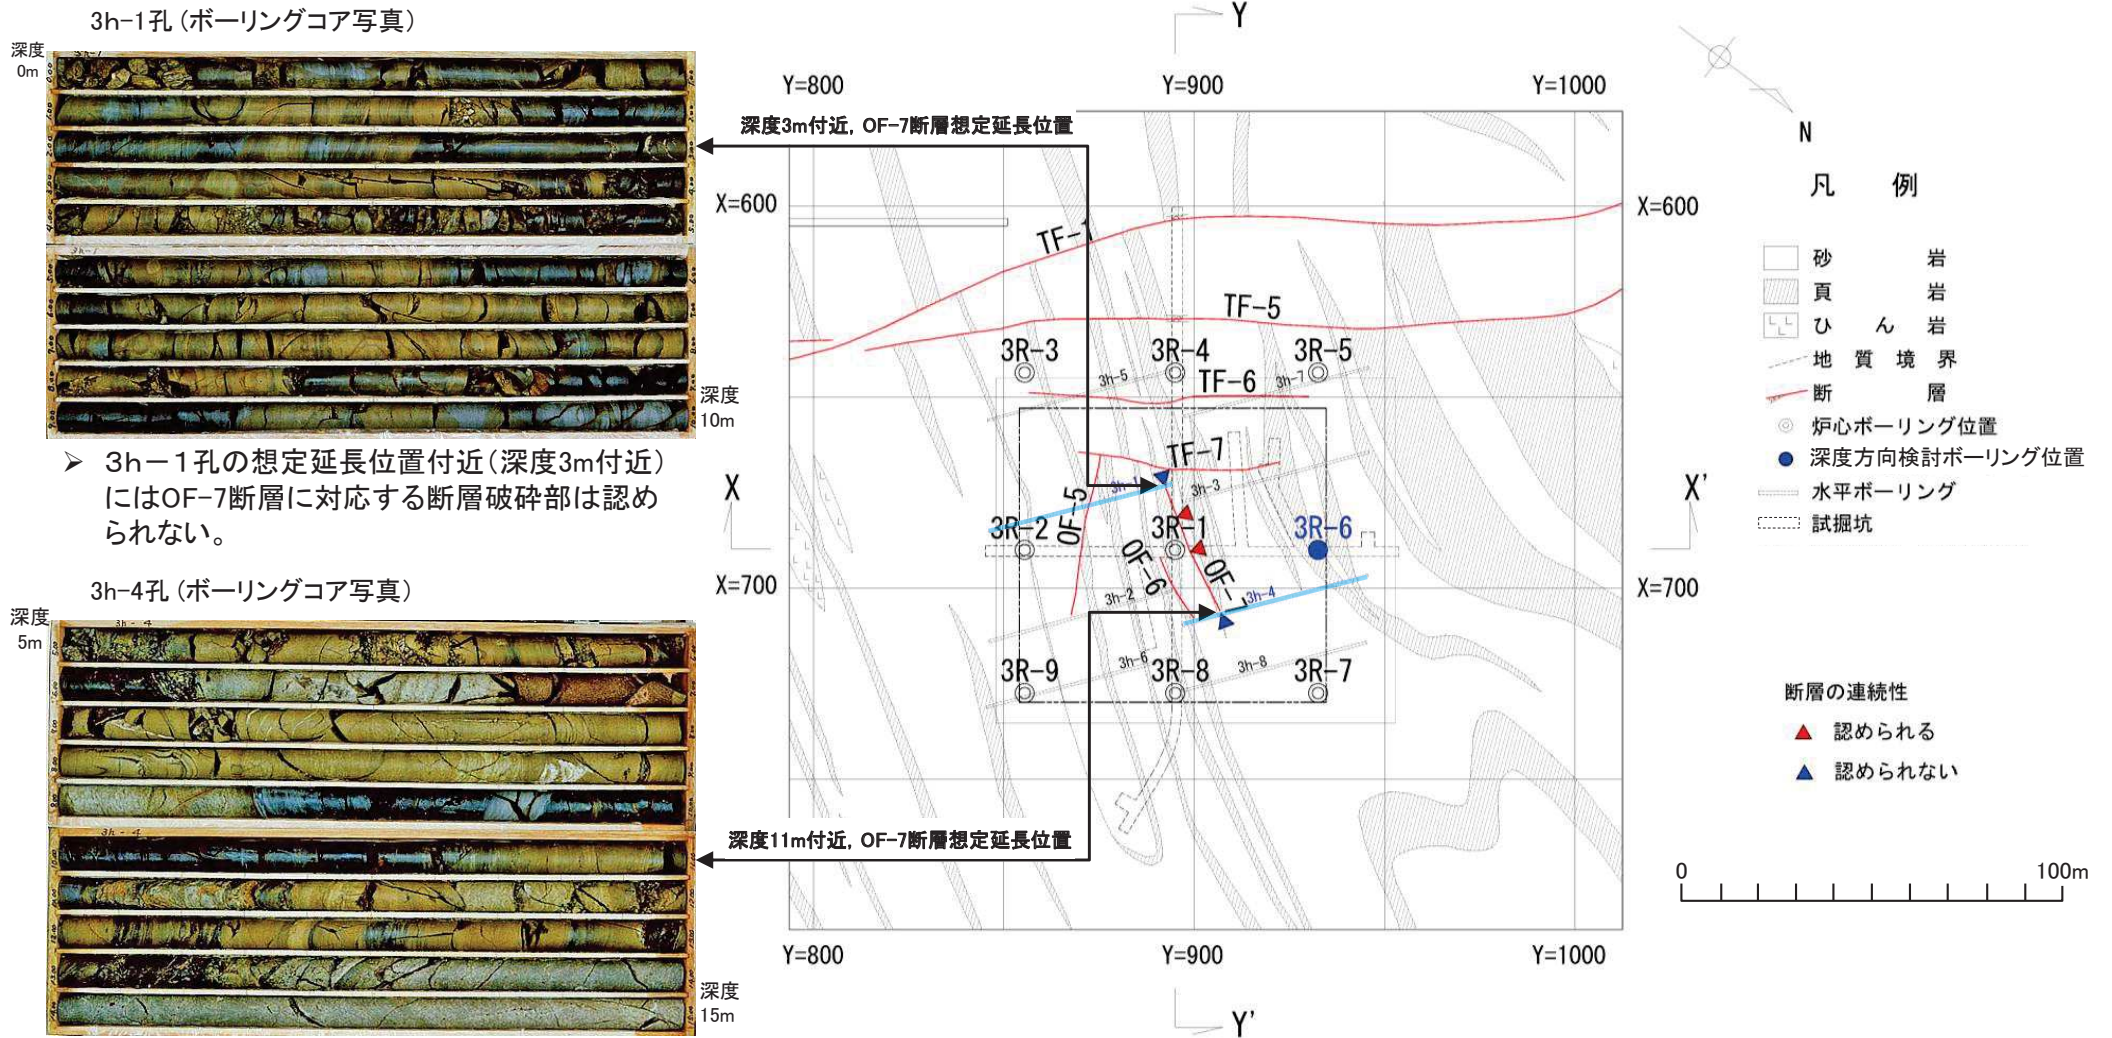 3h-1孔(ボーリングコア写真)
深度
0m
深度
10m
➢ 3h-1孔の想定延長位置付近(深度3m付近)
にはOF-7断層に対応する断層破砕部は認め
られない。
3h-4孔(ボーリングコア写真)
深度
5m
3h-4
3h-4
深度
15m
深度3m付近, OF-7断層想定延長位置
深度11m付近, OF-7断層想定延長位置
Y
Y=800
Y=900
Y=1000
X=600
X=600
TF-1
TF-5
3R-3
3R-4
3R-5
3h-5
TF-6
3h-7
TF-7
3h-1
3h-3
X
X'
OF-5
3R-2
3R-1
3R-6
OF-6
OF-7
X=700
X=700
3h-2
3h-4
3h-6
3h-8
3R-9
3R-8
3R-7
Y=800
Y=900
Y=1000
Y'
N
凡 例
砂 岩
頁 岩
ひ ん 岩
地 質 境 界
断 層
炉心ボーリング位置
深度方向検討ボーリング位置
水平ボーリング
試掘坑
断層の連続性
認められる
認められない
0
100m